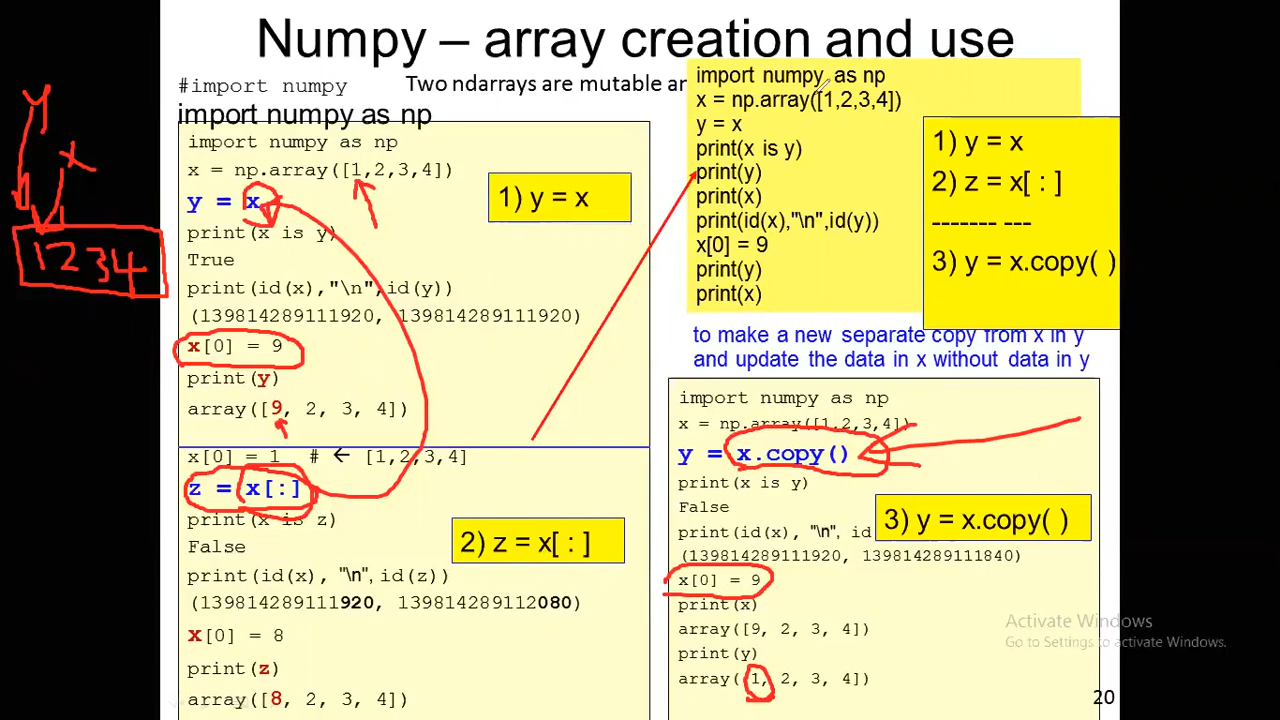 Numpy – array creation and use
#import numpy
Two ndarrays are mutable ar
import numpy as np
import numpy as np
x = np.array([1,2,3,4])
y = x
print(x is y)
True
print(id(x),"\n",id(y))
(139814289111920, 139814289111920)
x[0] = 9
print(y)
array([9, 2, 3, 4])
1) y = x
x[0] = 1 # ← [1,2,3,4]
z = x[:]
print(x is z)
False
print(id(x), "\n", id(z))
(139814289111920, 139814289112080)
x[0] = 8
print(z)
array([8, 2, 3, 4])
2) z = x[ : ]
import numpy as np
x = np.array([1,2,3,4])
y = x
print(x is y)
print(y)
print(x)
print(id(x),"\n",id(y))
x[0] = 9
print(y)
print(x)
1) y = x
2) z = x[ : ]
------- ---
3) y = x.copy( )
to make a new separate copy from x in y
and update the data in x without data in y
import numpy as np
x = np.array([1,2,3,4])
y = x.copy()
print(x is y)
False
print(id(x), "\n", id
(139814289111920, 139814289111840)
x[0] = 9
print(x)
array([9, 2, 3, 4])
print(y)
array([1, 2, 3, 4])
3) y = x.copy( )
y
x
1234
Activate Windows
Go to Settings to activate Windows.
20